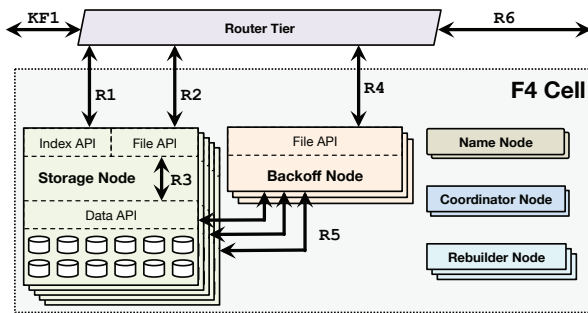 KF1
Router Tier
R6
R1
R2
R4
F4 Cell
Index API
File API
File API
Name Node
Storage Node
R3
Backoff Node
Coordinator Node
Data API
R5
Rebuilder Node